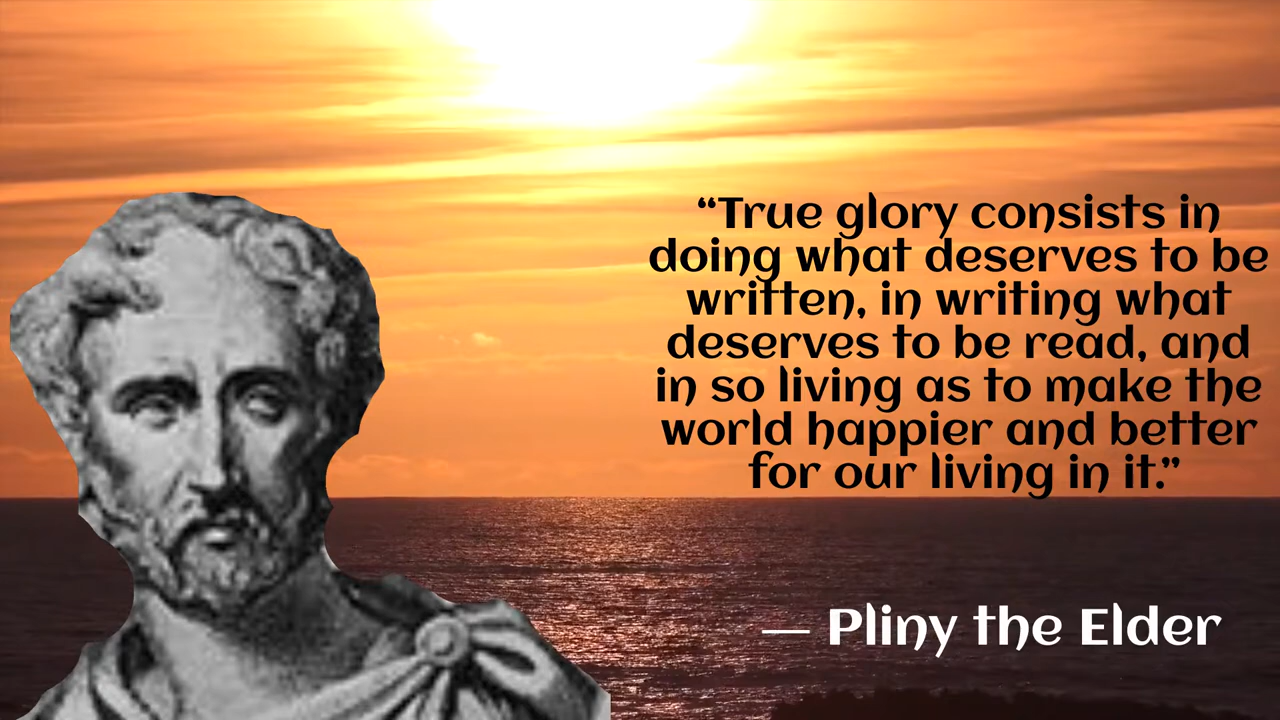 “True glory consists in
doing what deserves to be
written, in writing what
deserves to be read, and
in so living as to make the
world happier and better
for our living in it.”
— Pliny the Elder